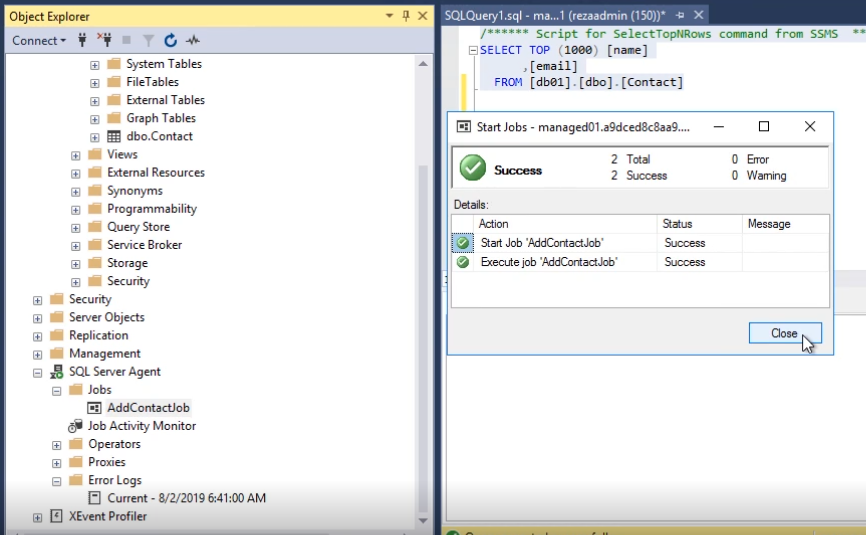 Object Explorer
Connect
System Tables
FileTables
External Tables
Graph Tables
dbo.Contact
Views
External Resources
Synonyms
Programmability
Query Store
Service Broker
Storage
Security
Security
Server Objects
Replication
Management
SQL Server Agent
Jobs
AddContactJob
Job Activity Monitor
Operators
Proxies
Error Logs
Current - 8/2/2019 6:41:00 AM
XEvent Profiler
SQLQuery1.sql - ma...1 (rezaadmin (150))*
/****** Script for SelectTopNRows command from SSMS **
SELECT TOP (1000) [name]
,[email]
FROM [db01].[dbo].[Contact]
Start Jobs - managed01.a9dced8c8aa9....
Success
2 Total
0 Error
2 Success
0 Warning
Details:
Action Status Message
Start Job 'AddContactJob' Success
Execute job 'AddContactJob' Success
Close